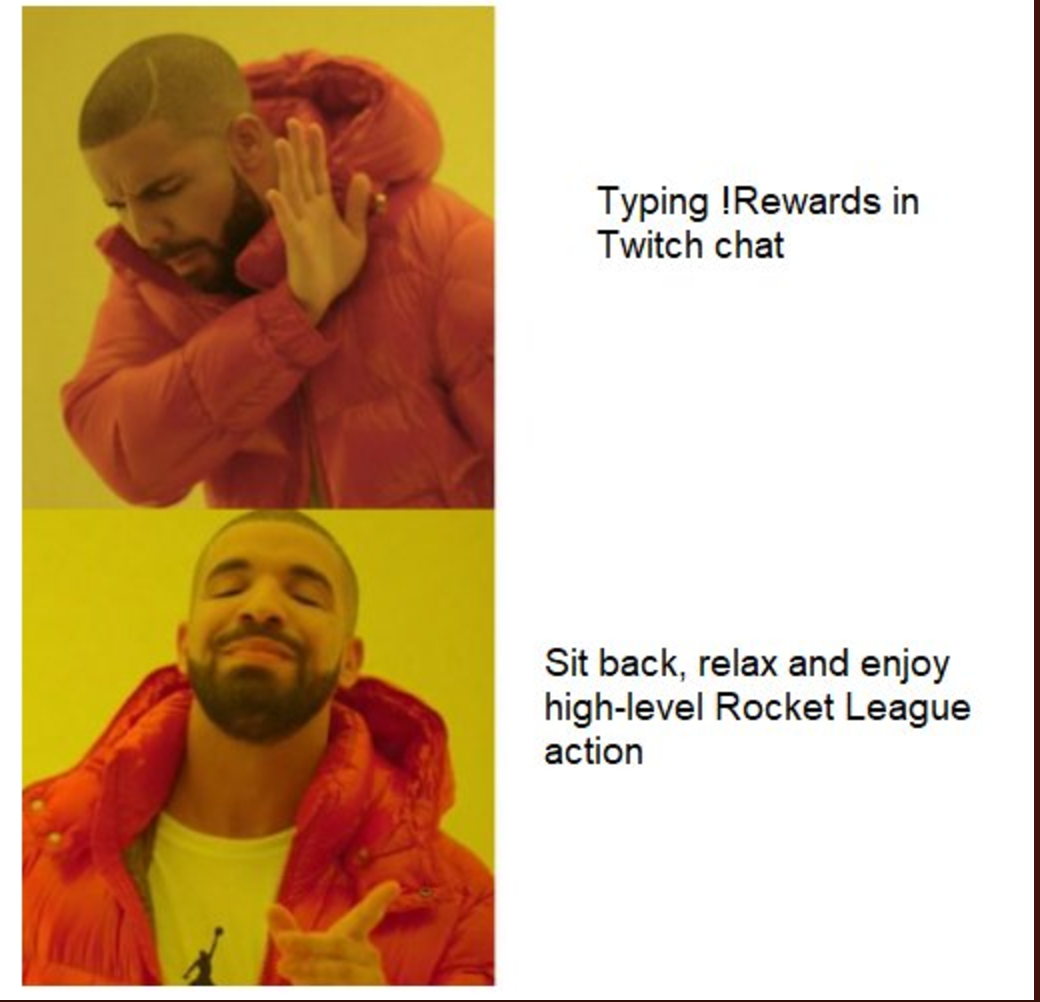 Typing !Rewards in
Twitch chat
Sit back, relax and enjoy
high-level Rocket League
action